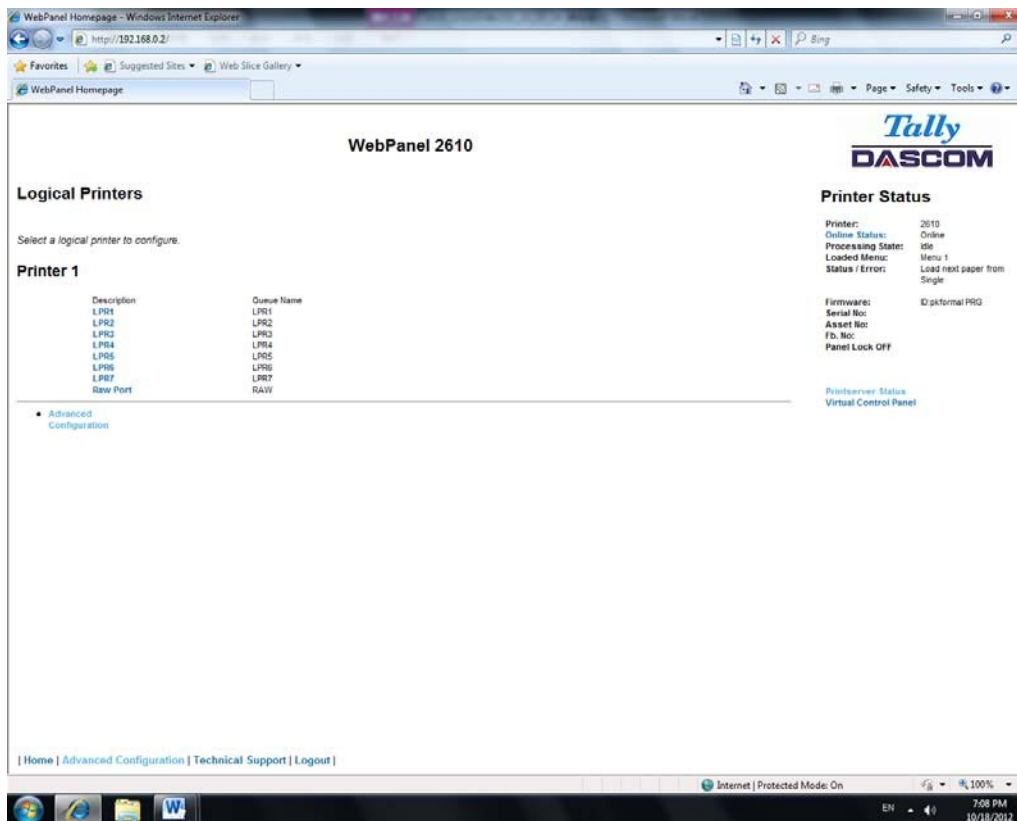 WebPanel Homepage - Windows Internet Explorer
http://192.168.0.2/
Bing
Favorites
Suggested Sites
Web Slice Gallery
WebPanel Homepage
Page
Safety
Tools
WebPanel 2610
Tally
DASCOM
Logical Printers
Select a logical printer to configure.
Printer 1
Description Queue Name
LPR1 LPR1
LPR2 LPR2
LPR3 LPR3
LPR4 LPR4
LPR5 LPR5
LPR6 LPR6
LPR7 LPR7
Raw Port RAW
Advanced
Configuration
Printer Status
Printer: 2610
Online Status: Online
Processing State: Idle
Loaded Menu: Menu 1
Status / Error: Load next paper from
Single
Firmware: ID:pkformal PRG
Serial No:
Asset No:
Fb. No:
Panel Lock OFF
Printserver Status
Virtual Control Panel
| Home | Advanced Configuration | Technical Support | Logout |
Internet | Protected Mode: On
100%
EN
7:08 PM
10/18/2012